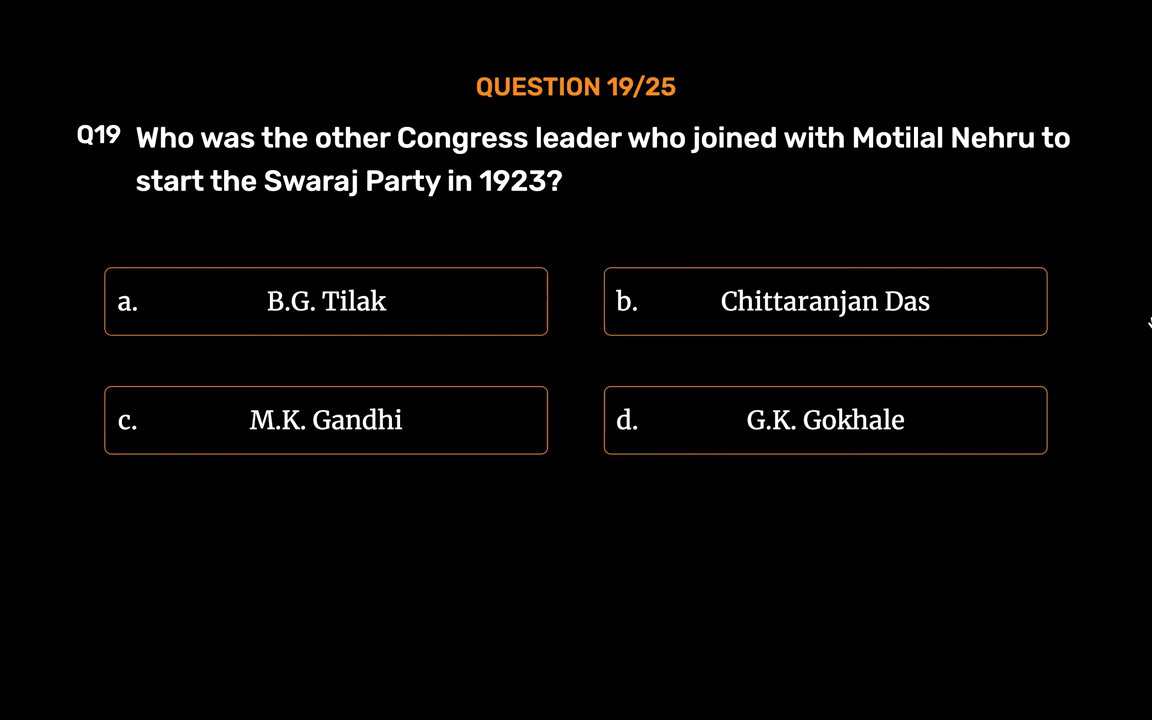 QUESTION 19/25
Q19 Who was the other Congress leader who joined with Motilal Nehru to
start the Swaraj Party in 1923?
a. B.G. Tilak
b. Chittaranjan Das
c. M.K. Gandhi
d. G.K. Gokhale